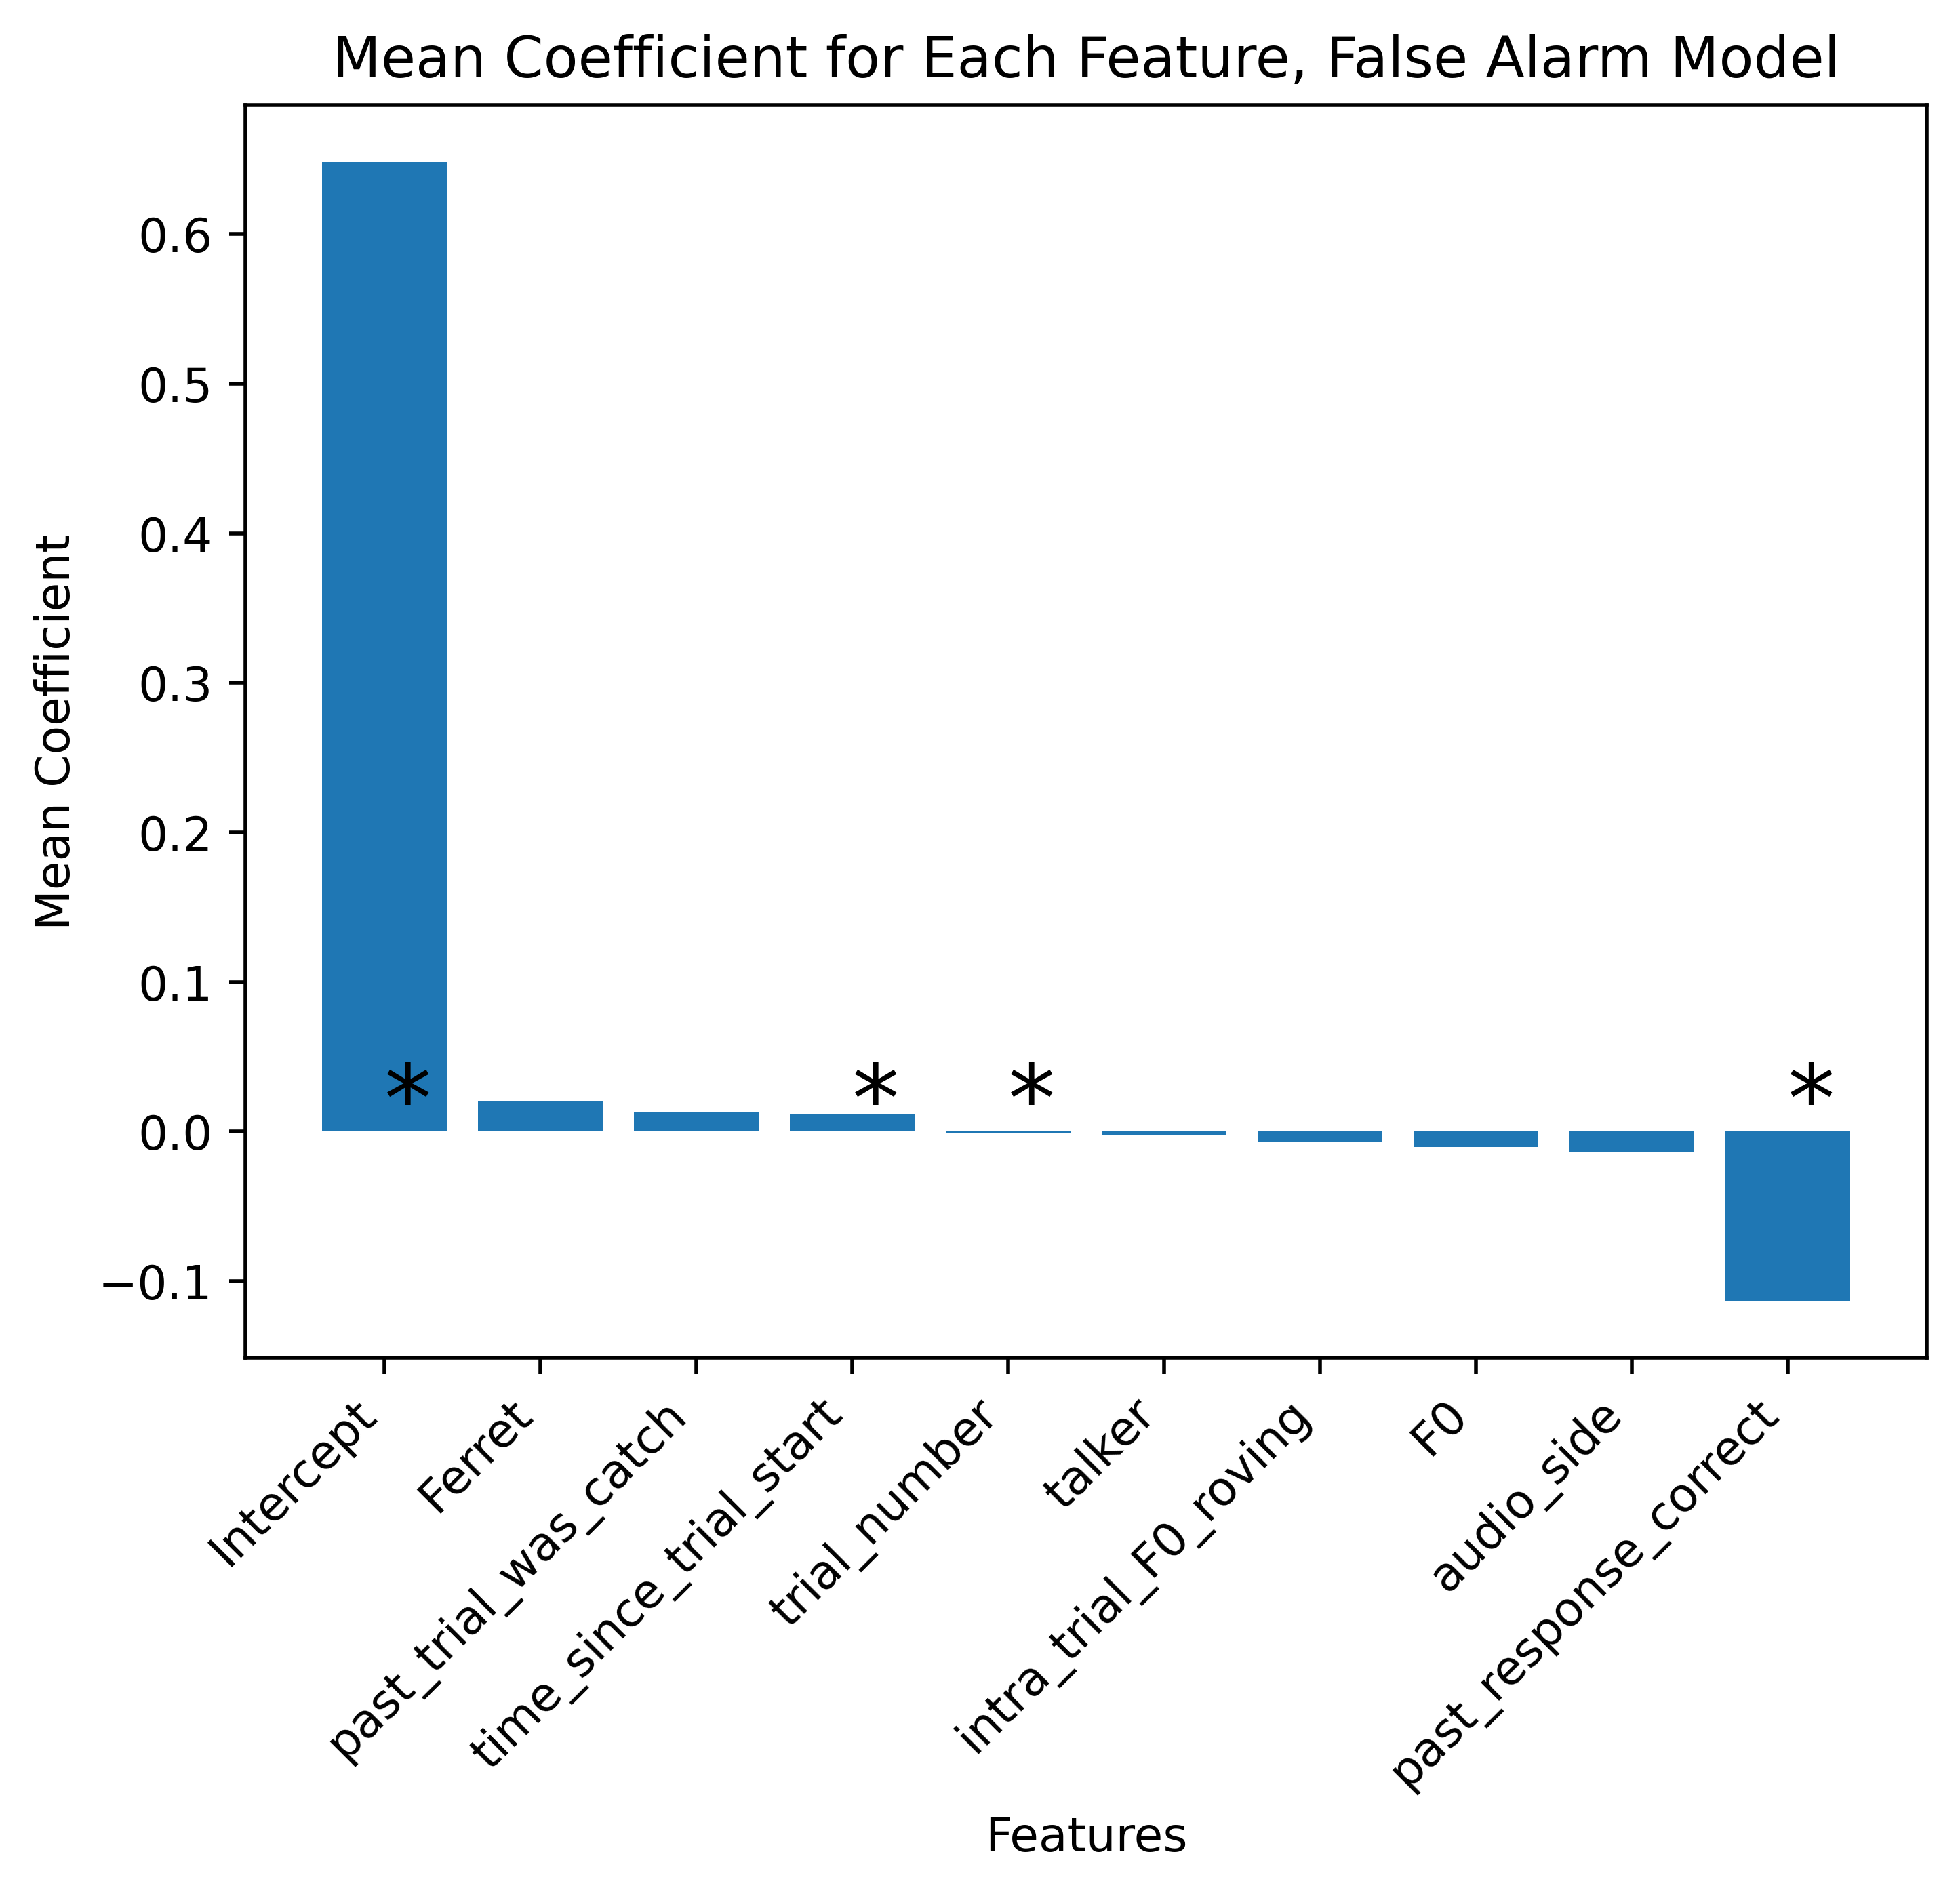 Mean Coefficient for Each Feature, False Alarm Model
Mean Coefficient
0.6
0.5
0.4
0.3
0.2
0.1
0.0
−0.1
* * * *
Intercept
Ferret
past_trial_was_catch
time_since_trial_start
trial_number
talker
intra_trial_F0_roving
F0
audio_side
past_response_correct
Features